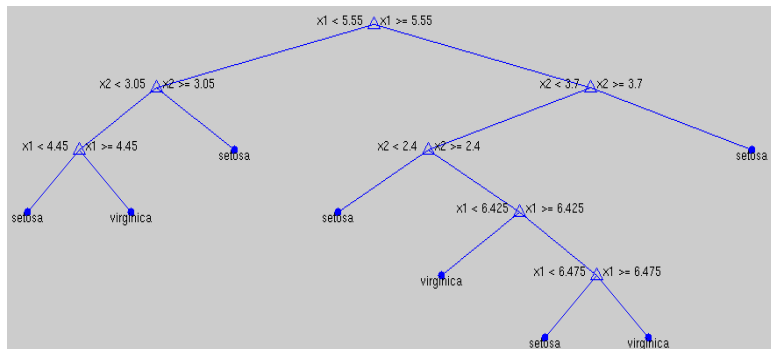 x1 < 5.55 x1 >= 5.55
x2 < 3.05 x2 >= 3.05 x2 < 3.7 x2 >= 3.7
x1 < 4.45 x1 >= 4.45 setosa x2 < 2.4 x2 >= 2.4 setosa
setosa virginica setosa x1 < 6.425 x1 >= 6.425
virginica x1 < 6.475 x1 >= 6.475
setosa virginica